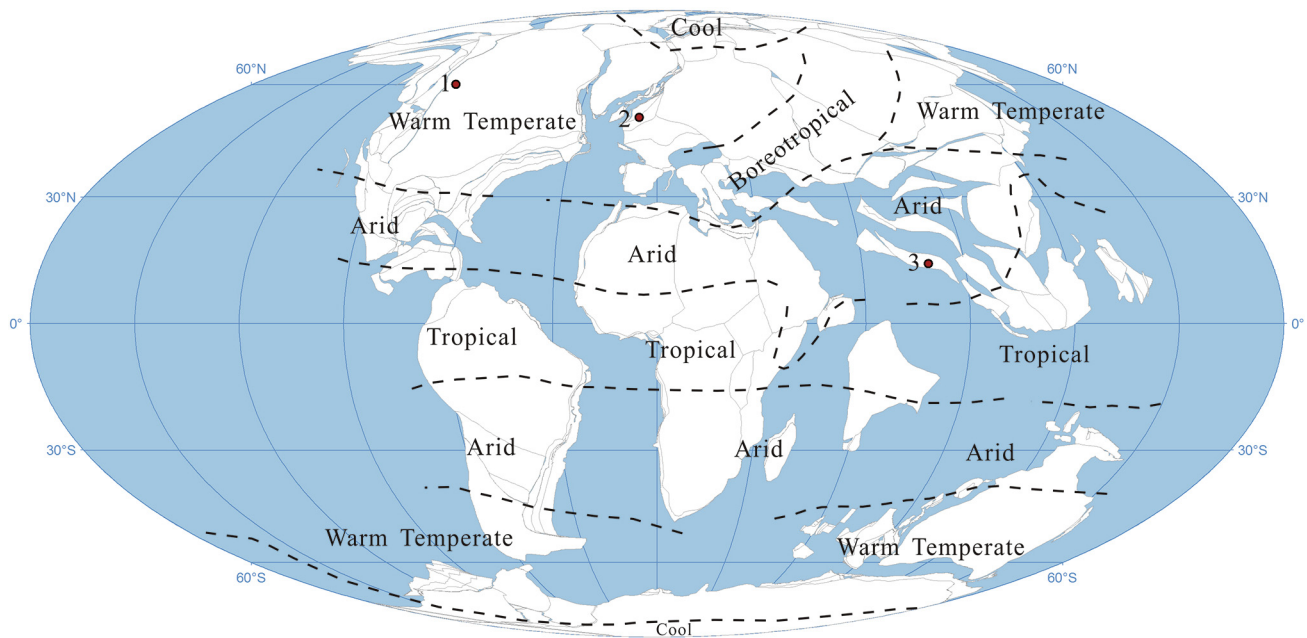 Cool
60°N
60°N
1
Warm Temperate
2
Boreotropical
Warm Temperate
30°N
30°N
Arid
Arid
Arid
3
0°
0°
Tropical
Tropical
Tropical
Arid
Arid
Arid
30°S
30°S
Warm Temperate
Warm Temperate
60°S
60°S
Cool